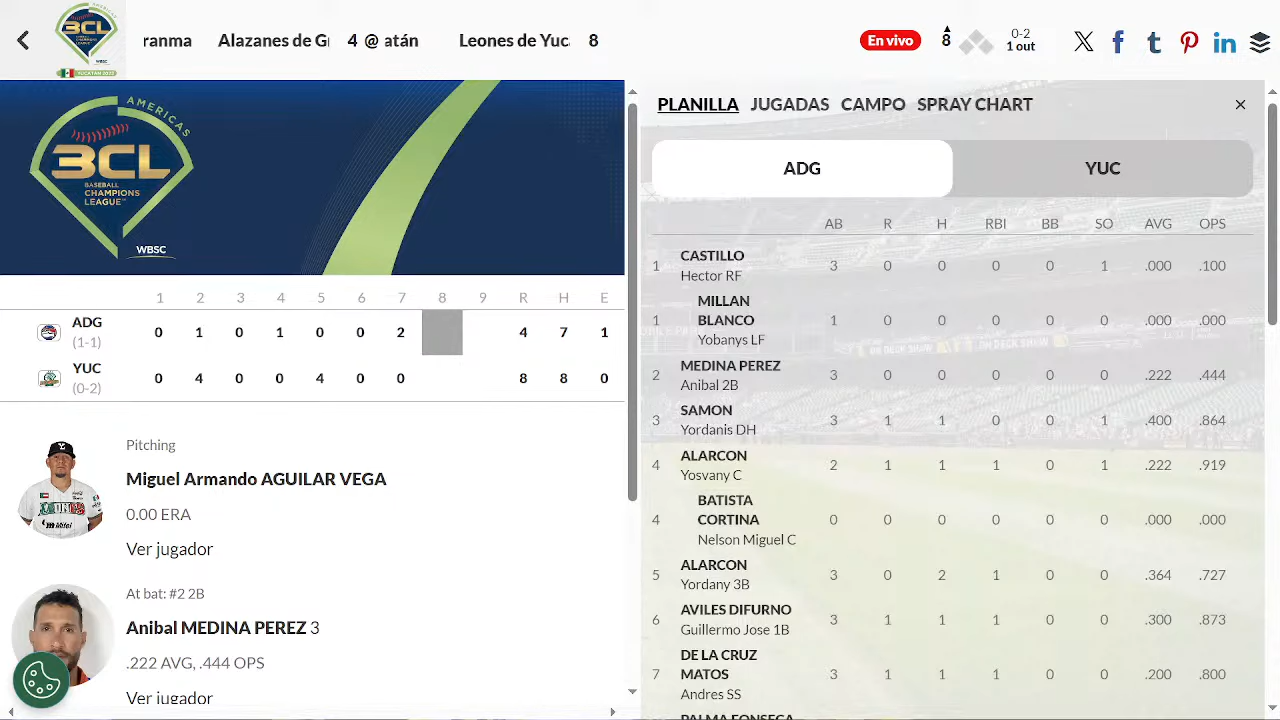 3CL
AMERICAS
BASEBALL
CHAMPIONS
LEAGUE
WBSC
YUCATÁN 2023
ranma
Alazanes de Gr
4 @ atán
Leones de Yuc
8
En vivo
8
0-2
1 out
AMERICAS
3CL
BASEBALL
CHAMPIONS
LEAGUE™
WBSC
1 2 3 4 5 6 7 8 9 R H E
ADG 0 1 0 1 0 0 2 4 7 1
(1-1)
YUC 0 4 0 0 4 0 0 8 8 0
(0-2)
Pitching
Miguel Armando AGUILAR VEGA
0.00 ERA
Ver jugador
At bat: #2 2B
Anibal MEDINA PEREZ 3
.222 AVG, .444 OPS
Ver jugador
PLANILLA JUGADAS CAMPO SPRAY CHART
ADG YUC
AB R H RBI BB SO AVG OPS
1 CASTILLO 3 0 0 0 0 1 .000 .100
Hector RF
MILLAN
1 BLANCO 1 0 0 0 0 0 .000 .000
Yobanys LF
2 MEDINA PEREZ 3 0 0 0 0 0 .222 .444
Anibal 2B
3 SAMON 3 1 1 0 0 1 .400 .864
Yordanis DH
4 ALARCON 2 1 1 1 0 1 .222 .919
Yosvany C
BATISTA
4 CORTINA 0 0 0 0 0 0 .000 .000
Nelson Miguel C
5 ALARCON 3 0 2 1 0 0 .364 .727
Yordany 3B
6 AVILES DIFURNO 3 1 1 1 0 0 .300 .873
Guillermo Jose 1B
DE LA CRUZ
7 MATOS 3 1 1 1 0 0 .200 .800
Andres SS
PALMA FONSECA